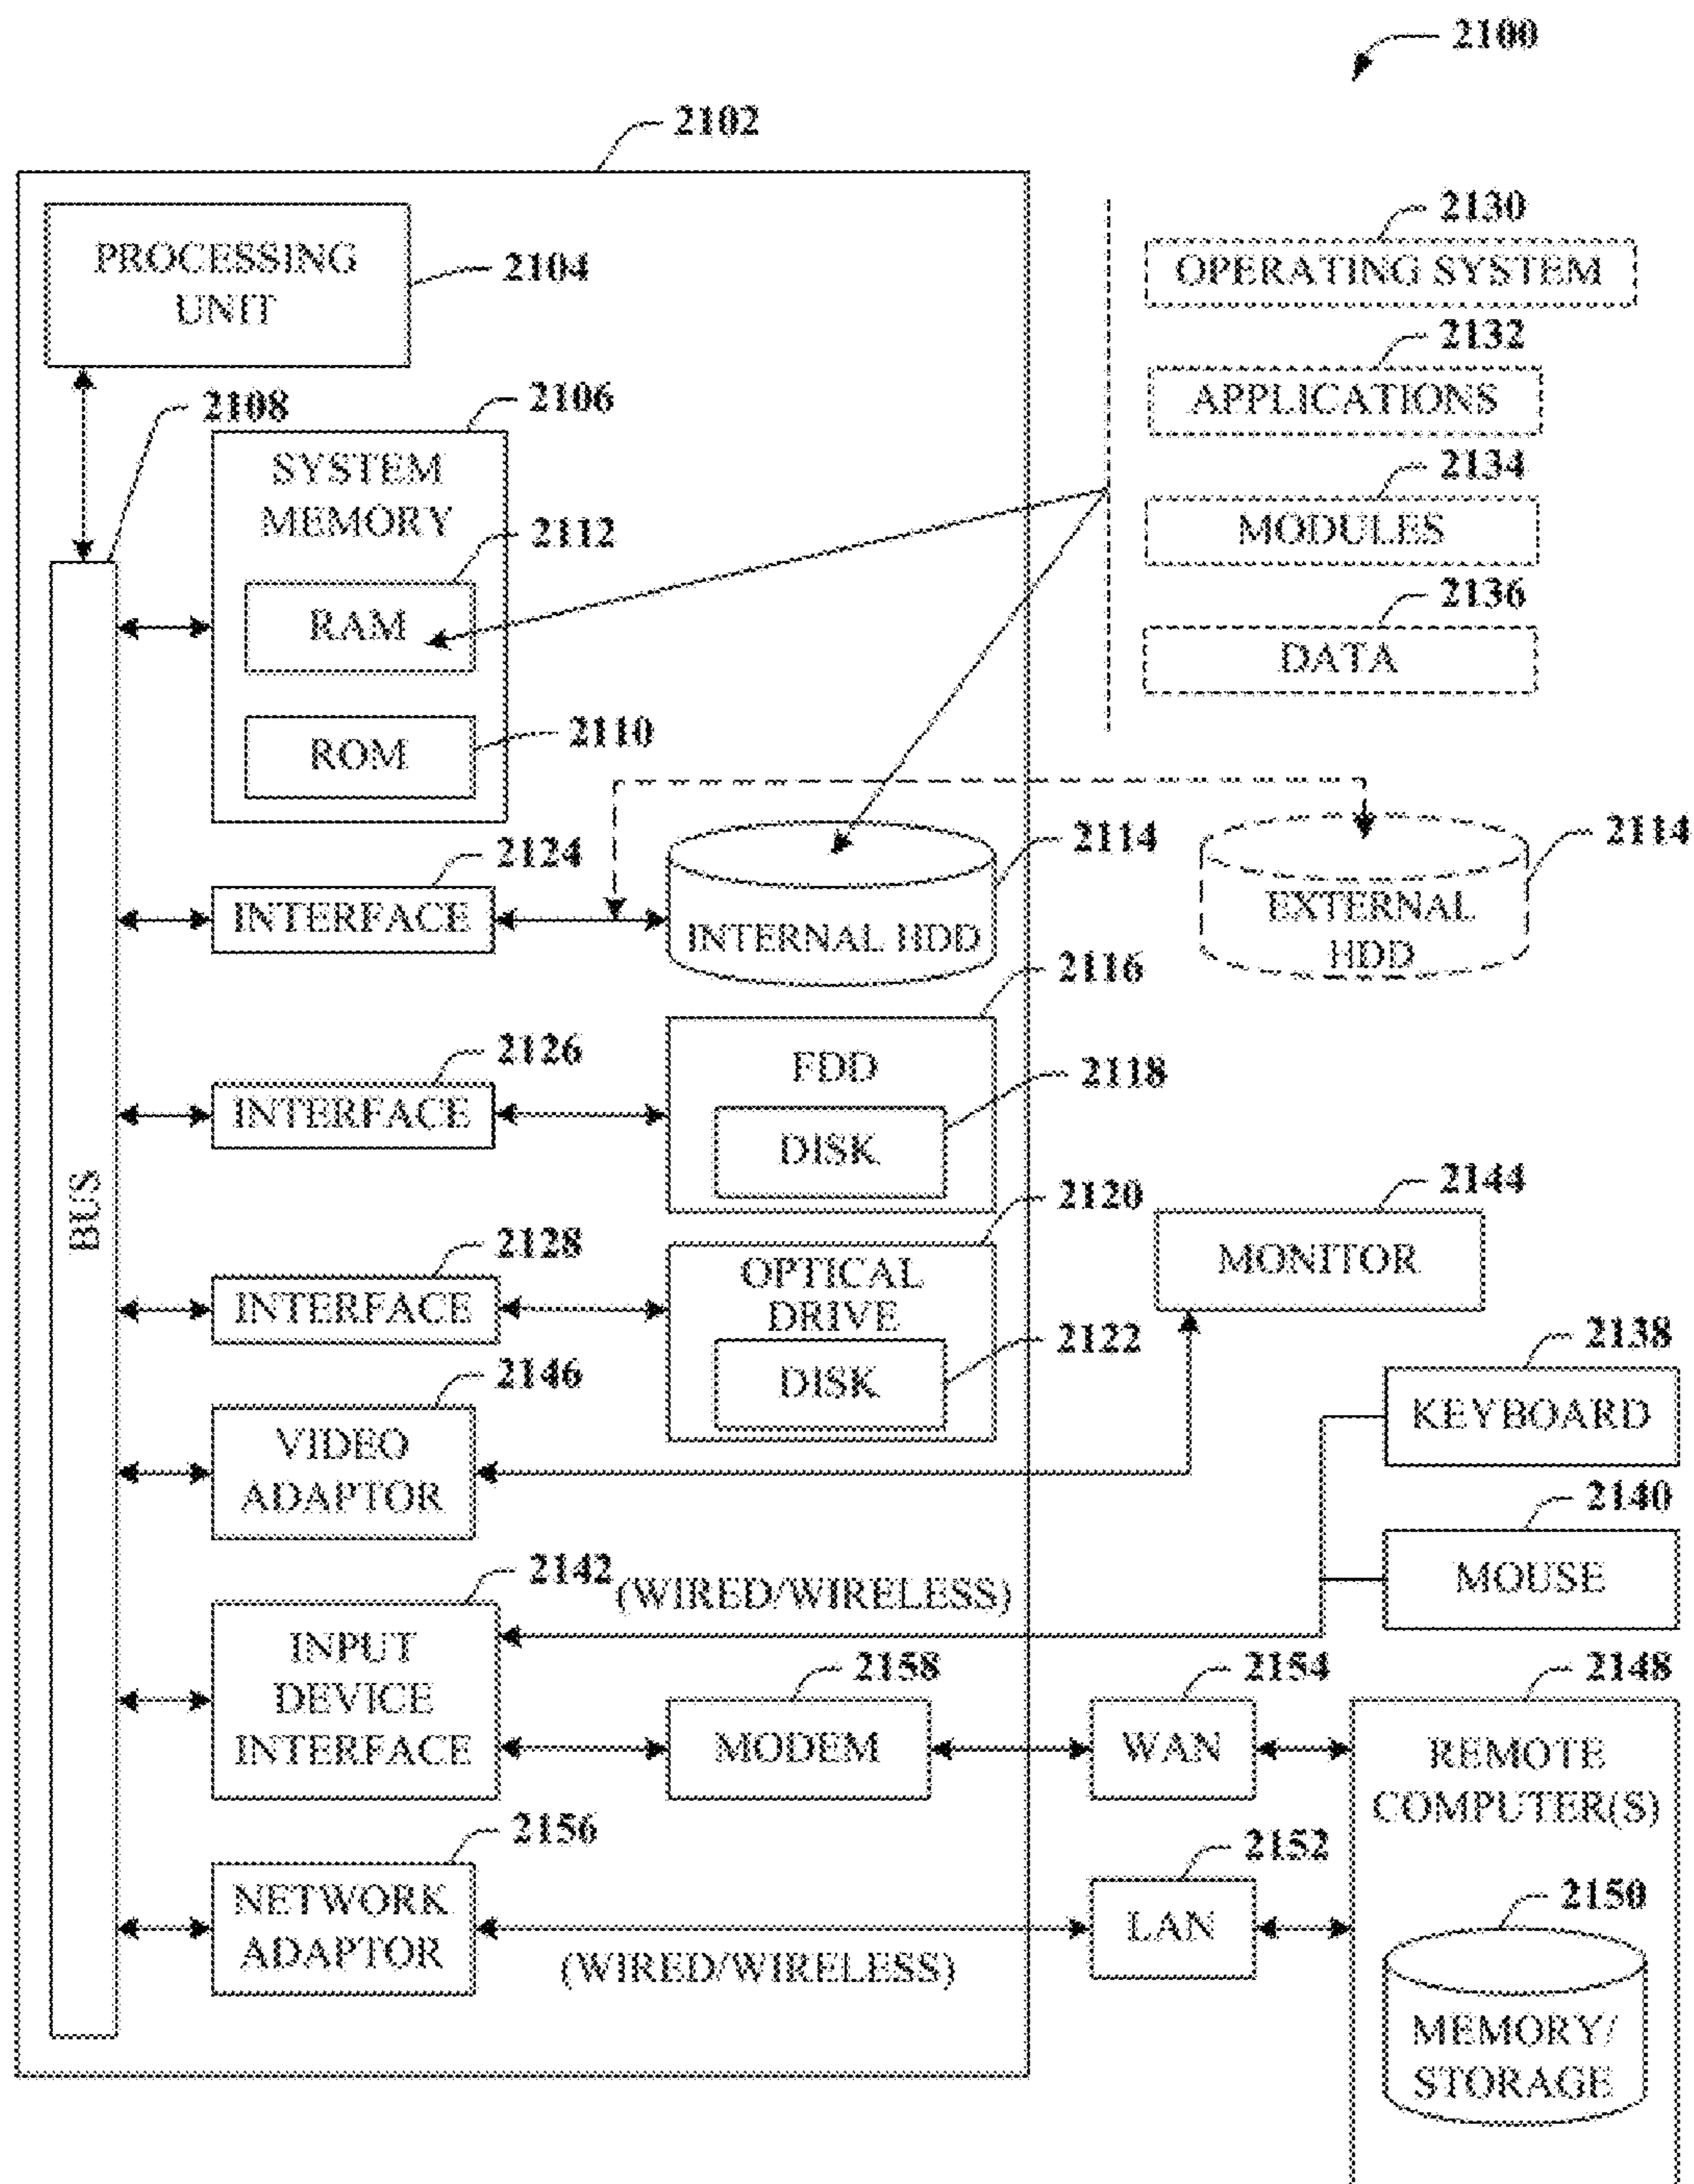 2100
2102
PROCESSING
UNIT
2104
2130
OPERATING SYSTEM
2132
APPLICATIONS
2134
MODULES
2136
DATA
2108
2106
SYSTEM
MEMORY
2112
RAM
ROM
2110
2124
INTERFACE
INTERNAL HDD
2114
EXTERNAL
HDD
2114
2116
2126
INTERFACE
FDD
2118
DISK
BUS
2120
2128
INTERFACE
OPTICAL
DRIVE
2122
DISK
2144
MONITOR
2138
KEYBOARD
2146
VIDEO
ADAPTOR
2140
MOUSE
2142
(WIRED/WIRELESS)
INPUT
DEVICE
INTERFACE
2158
MODEM
2154
WAN
2148
REMOTE
COMPUTER(S)
2156
NETWORK
ADAPTOR
(WIRED/WIRELESS)
2152
LAN
2150
MEMORY/
STORAGE